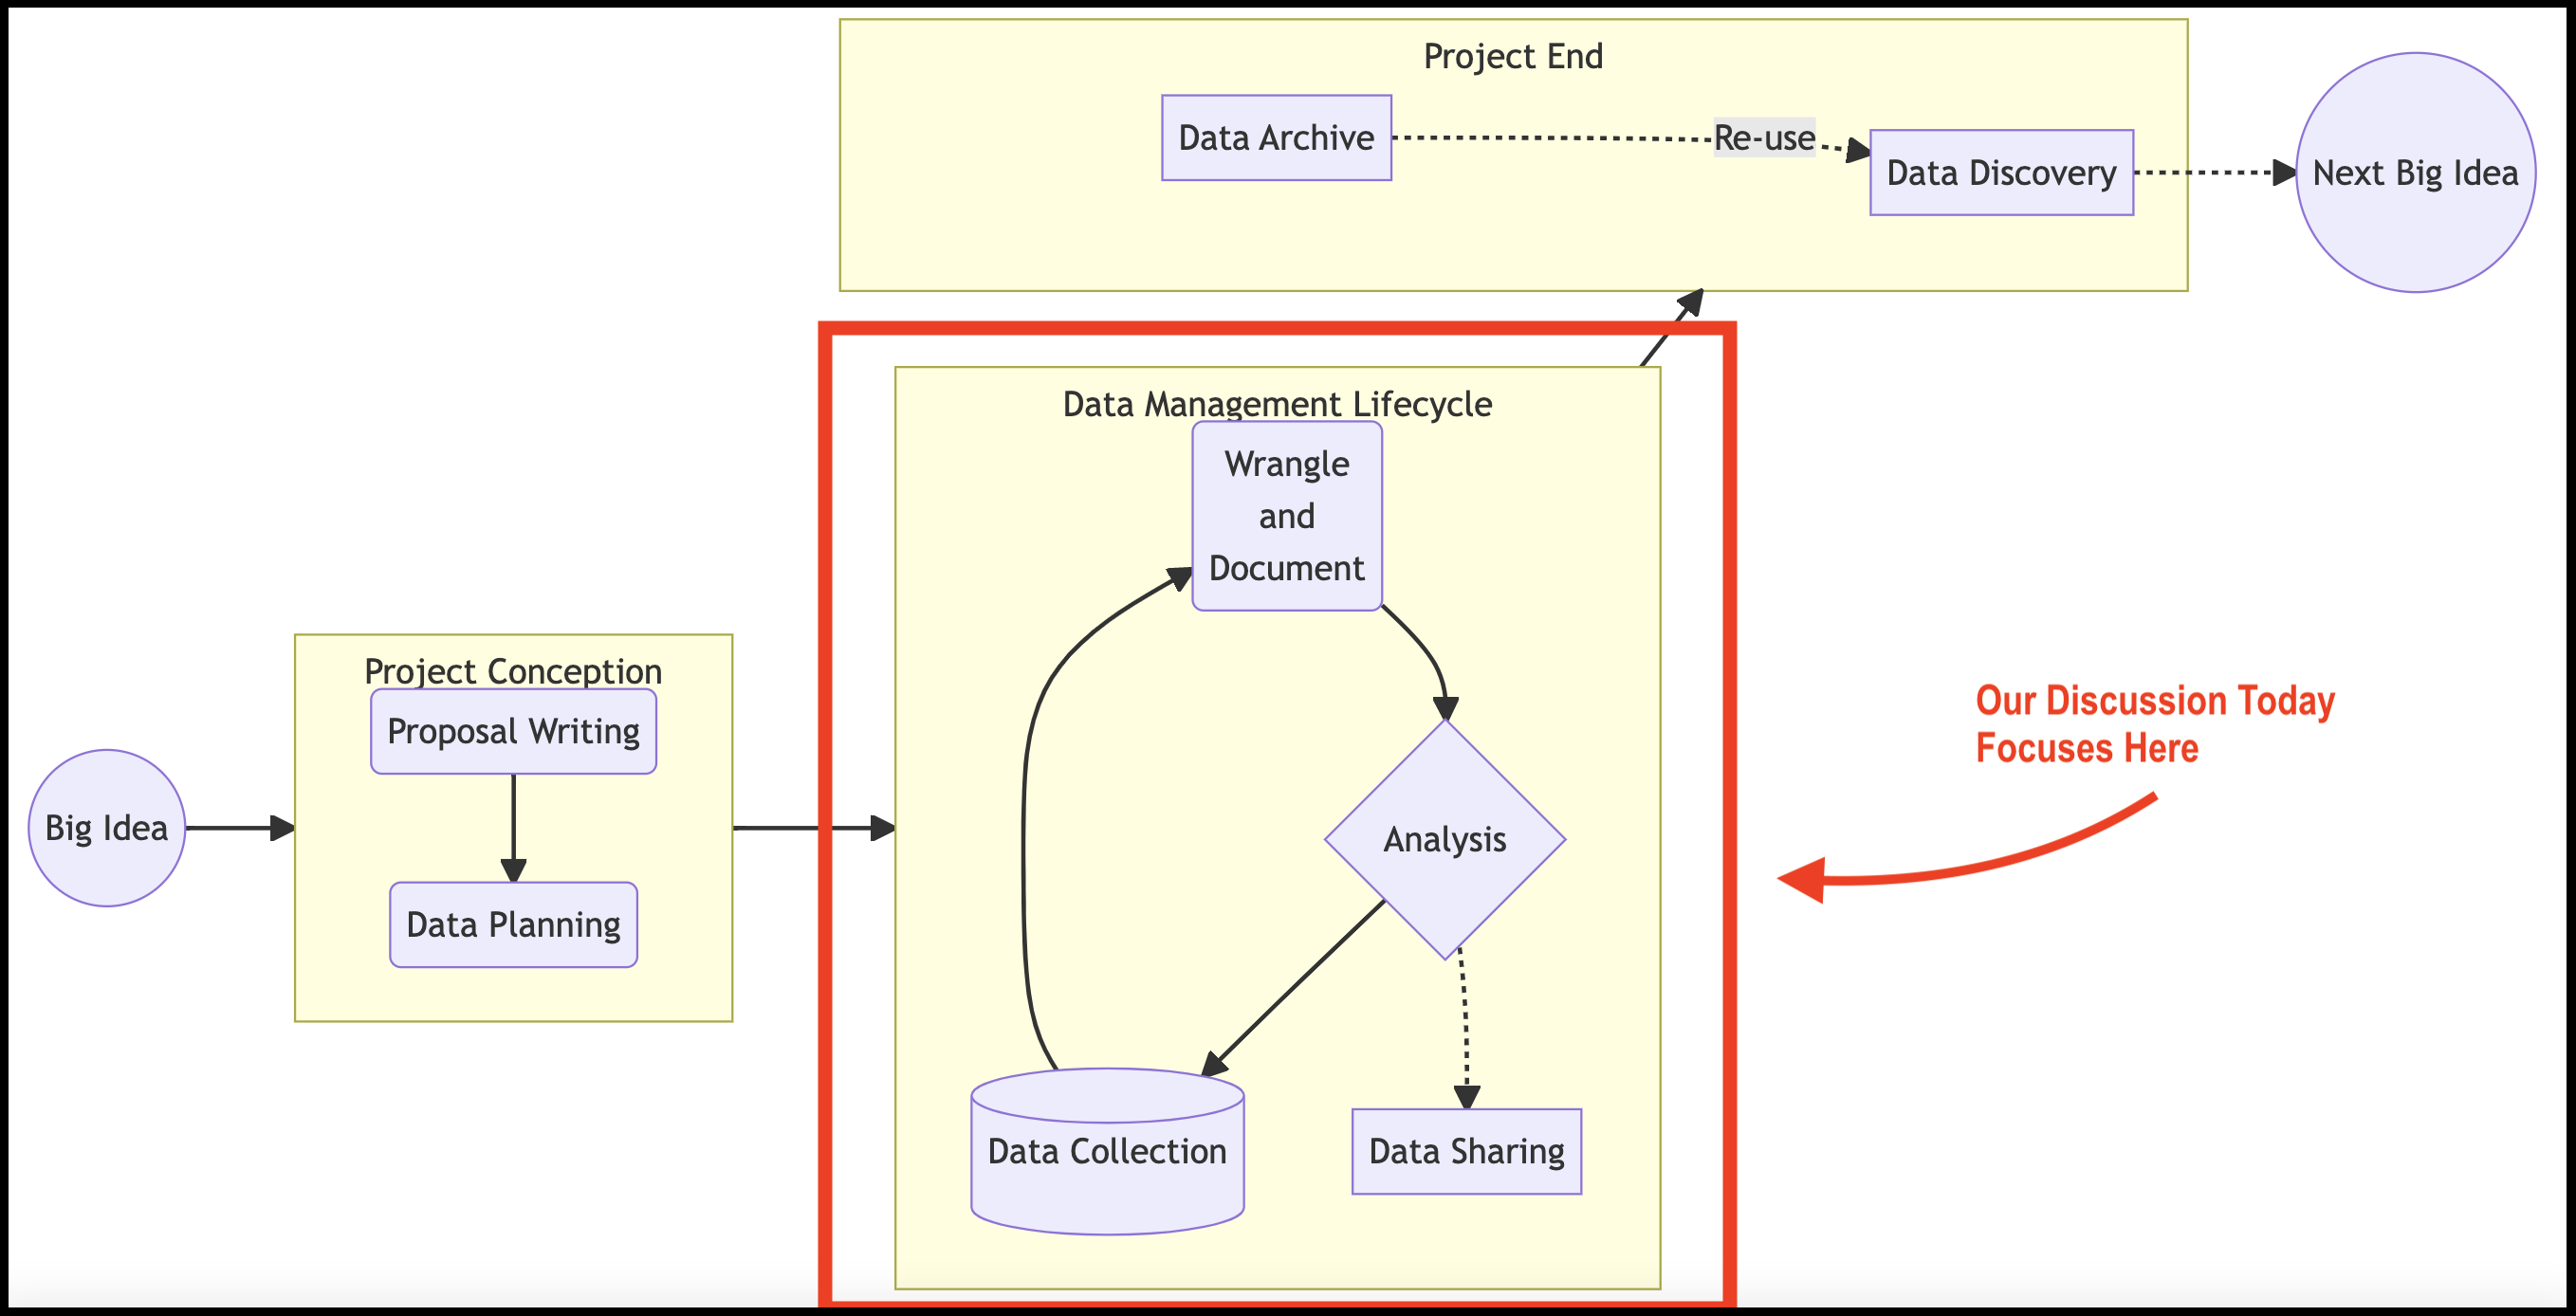 Project End
Data Archive
Re-use
Data Discovery
Next Big Idea
Data Management Lifecycle
Wrangle
and
Document
Project Conception
Proposal Writing
Big Idea
Data Planning
Analysis
Data Collection
Data Sharing
Our Discussion Today
Focuses Here